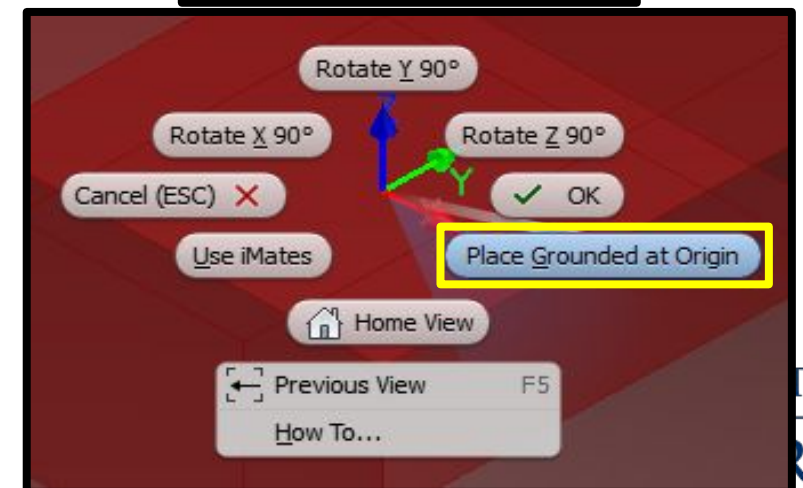 Rotate Y 90°
Rotate X 90°
Rotate Z 90°
Cancel (ESC)
OK
Y
Use iMates
Place Grounded at Origin
Home View
Previous View F5
How To...